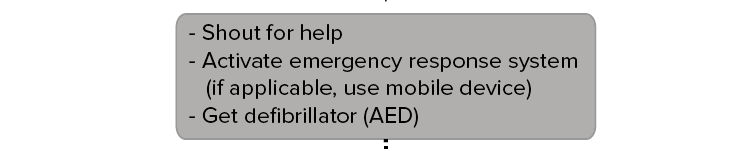 - Shout for help
- Activate emergency response system
(if applicable, use mobile device)
- Get defibrillator (AED)